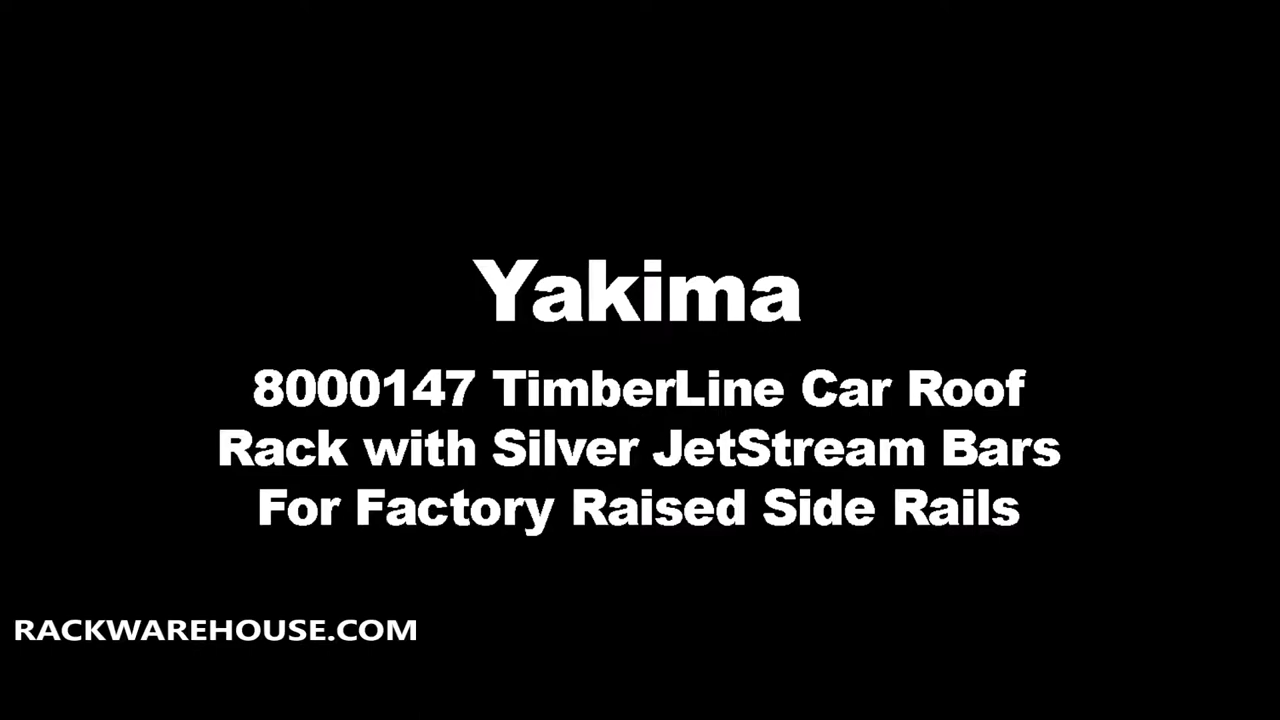 Yakima
8000147 TimberLine Car Roof
Rack with Silver JetStream Bars
For Factory Raised Side Rails
RACKWAREHOUSE.COM